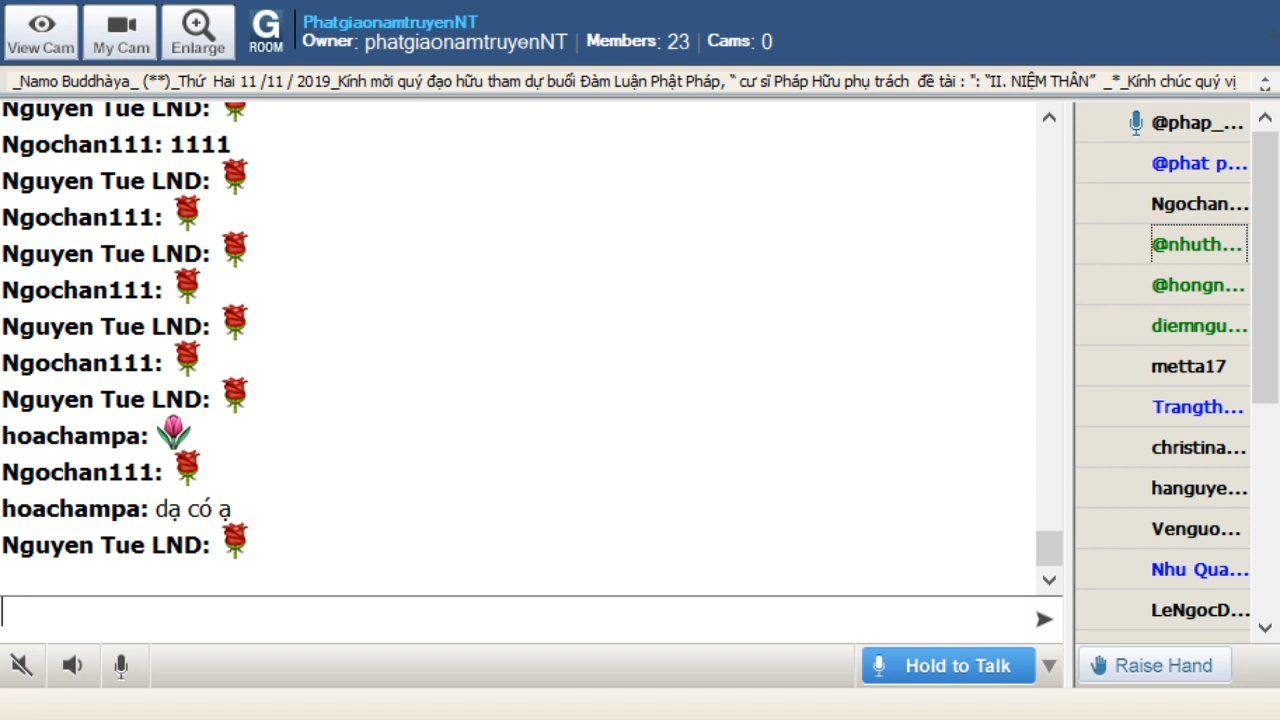 View Cam
My Cam
Enlarge
G
ROOM
PhatgiaonamtruyenNT
Owner: phatgiaonamtruyenNT | Members: 23 | Cams: 0
_Namo Buddhàya_ (**)_Thứ Hai 11 /11 / 2019_Kính mời quý đạo hữu tham dự buổi Đàm Luận Phật Pháp, “ cư sĩ Pháp Hữu phụ trách đề tài : ": “II. NIỆM THÂN” _*_Kính chúc quý vị
Nguyen Tue LND:
Ngochan111: 1111
Nguyen Tue LND:
Ngochan111:
Nguyen Tue LND:
Ngochan111:
Nguyen Tue LND:
Ngochan111:
Nguyen Tue LND:
hoachampa:
Ngochan111:
hoachampa: dạ có ạ
Nguyen Tue LND:
@phap_...
@phat p...
Ngochan...
@nhuth...
@hongn...
diemngu...
metta17
Trangth...
christina...
hanguye...
Venguo...
Nhu Qua...
LeNgocD...
Hold to Talk
Raise Hand